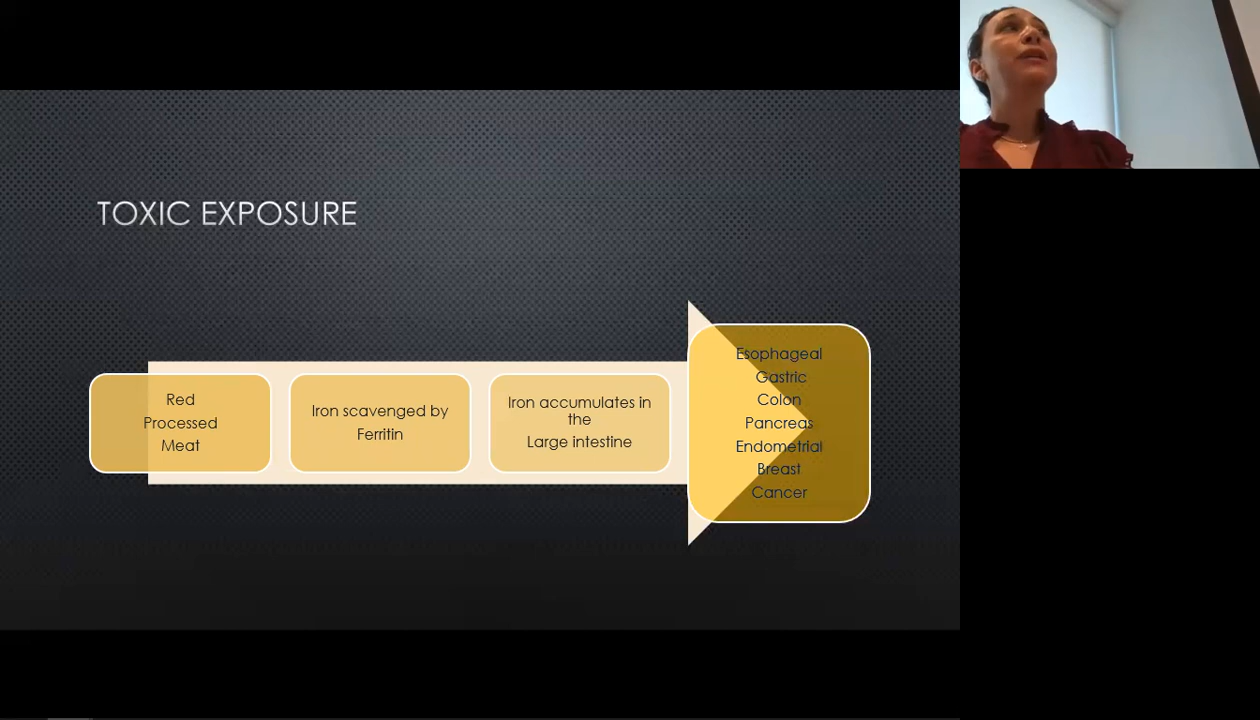 TOXIC EXPOSURE
Red
Processed
Meat
Iron scavenged by
Ferritin
Iron accumulates in
the
Large intestine
Esophageal
Gastric
Colon
Pancreas
Endometrial
Breast
Cancer